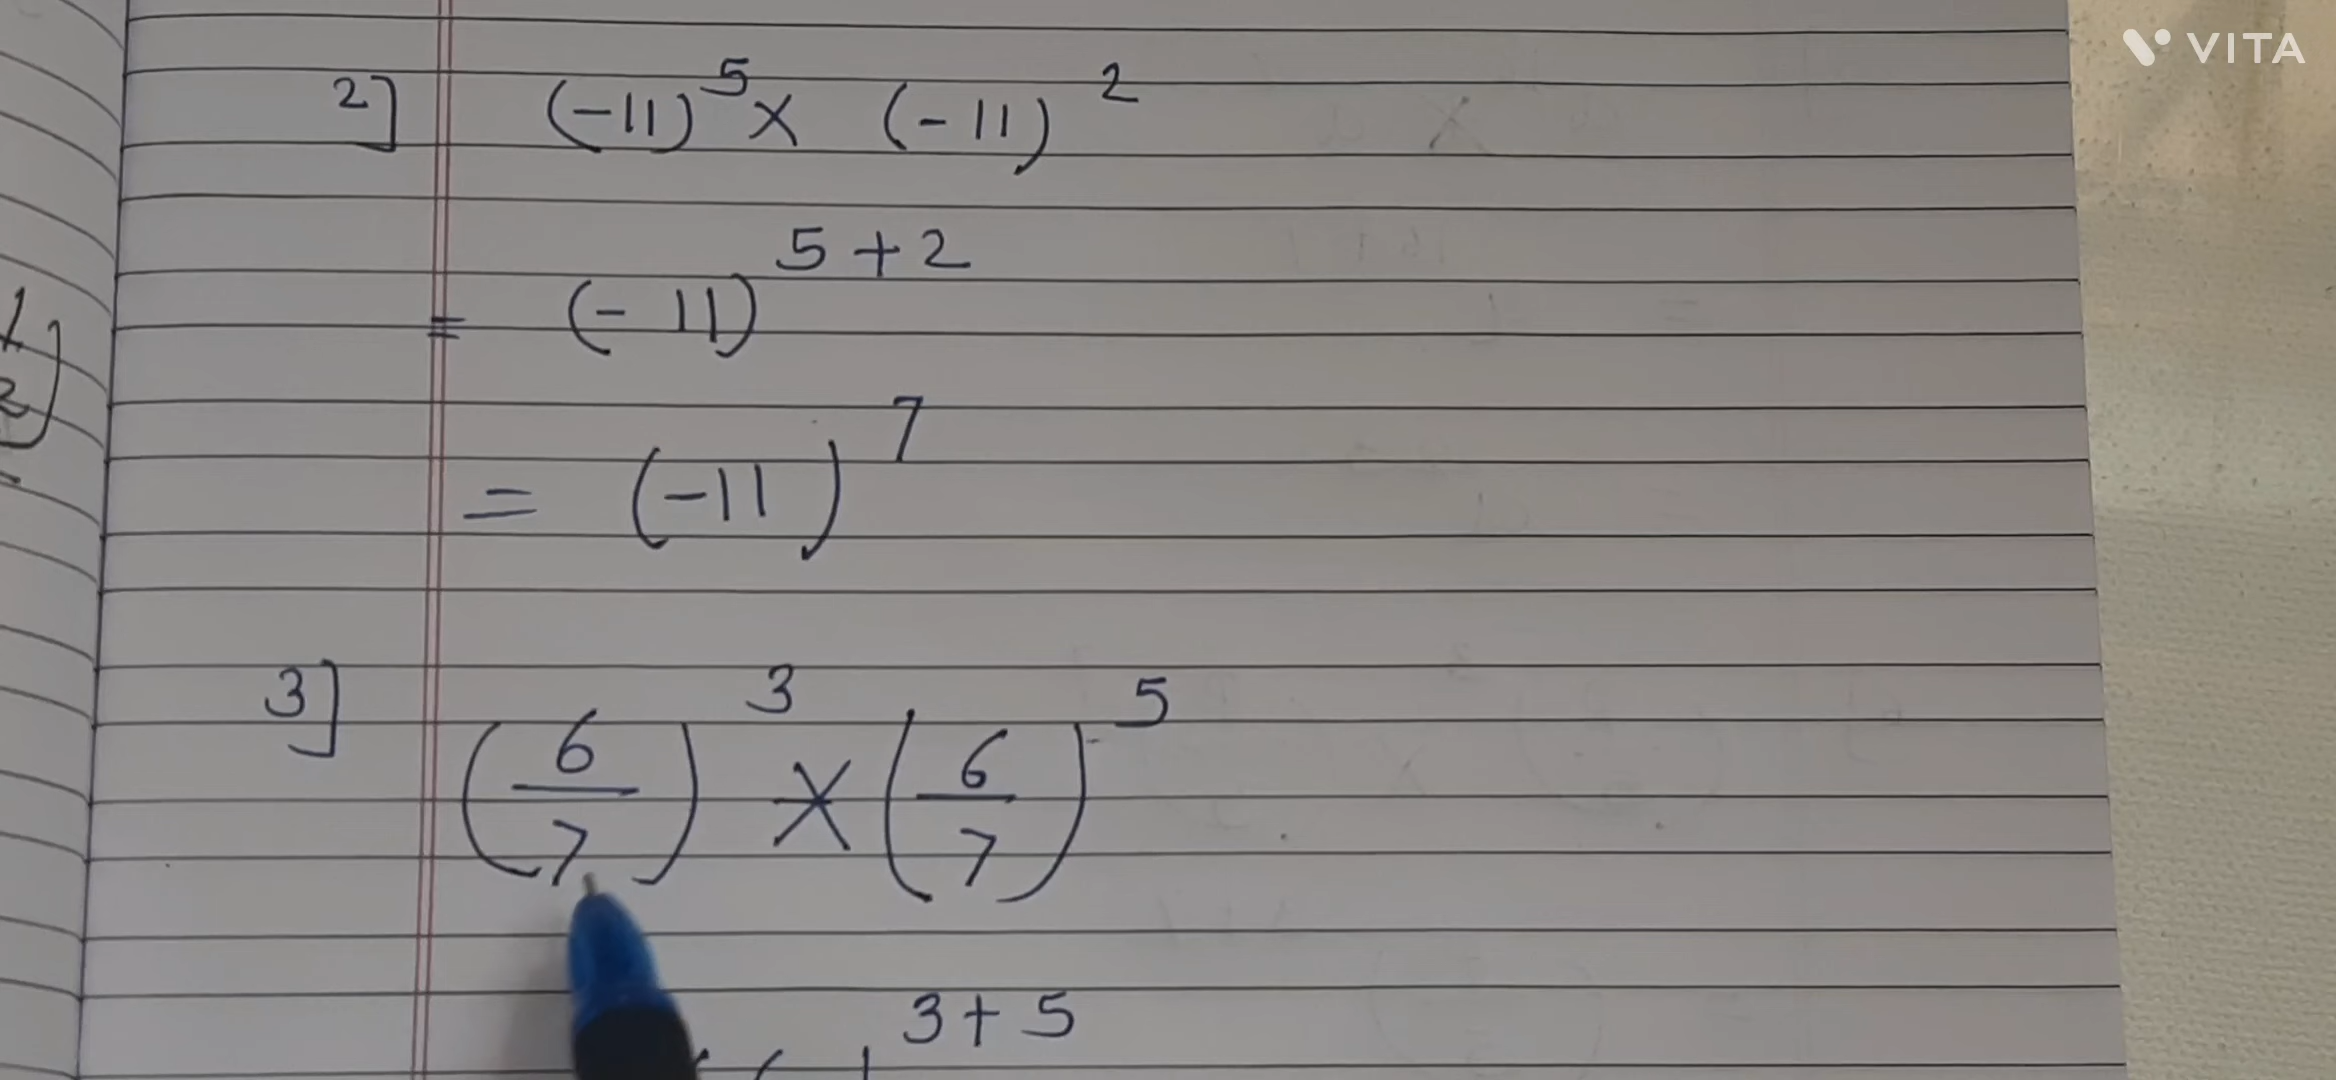 VITA
2] (-11)⁵ × (-11)²
= (-11)⁵⁺²
= (-11)⁷
3] (6/7)³ × (6/7)⁵
3+5